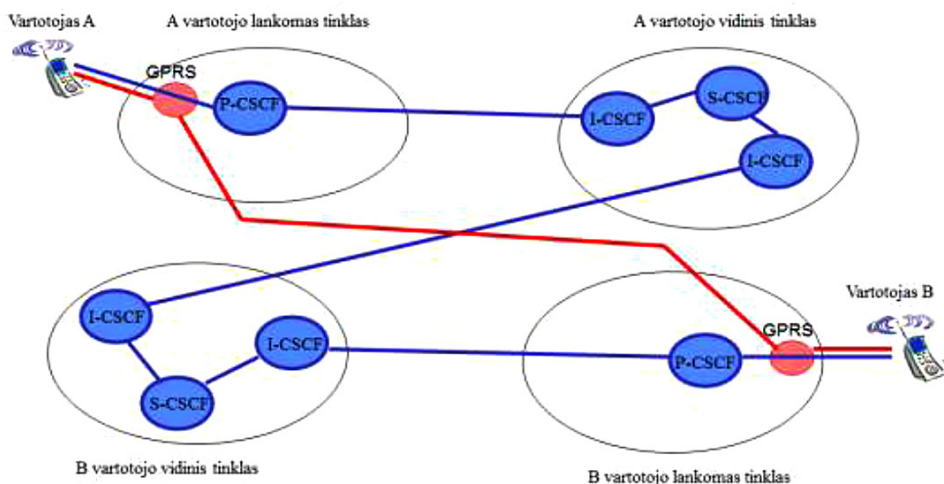 Vartotojas A
A vartotojo lankomas tinklas
A vartotojo vidinis tinklas
GPRS
P-CSCF
I-CSCF
S-CSCF
I-CSCF
Vartotojas B
I-CSCF
I-CSCF
S-CSCF
GPRS
P-CSCF
B vartotojo vidinis tinklas
B vartotojo lankomas tinklas